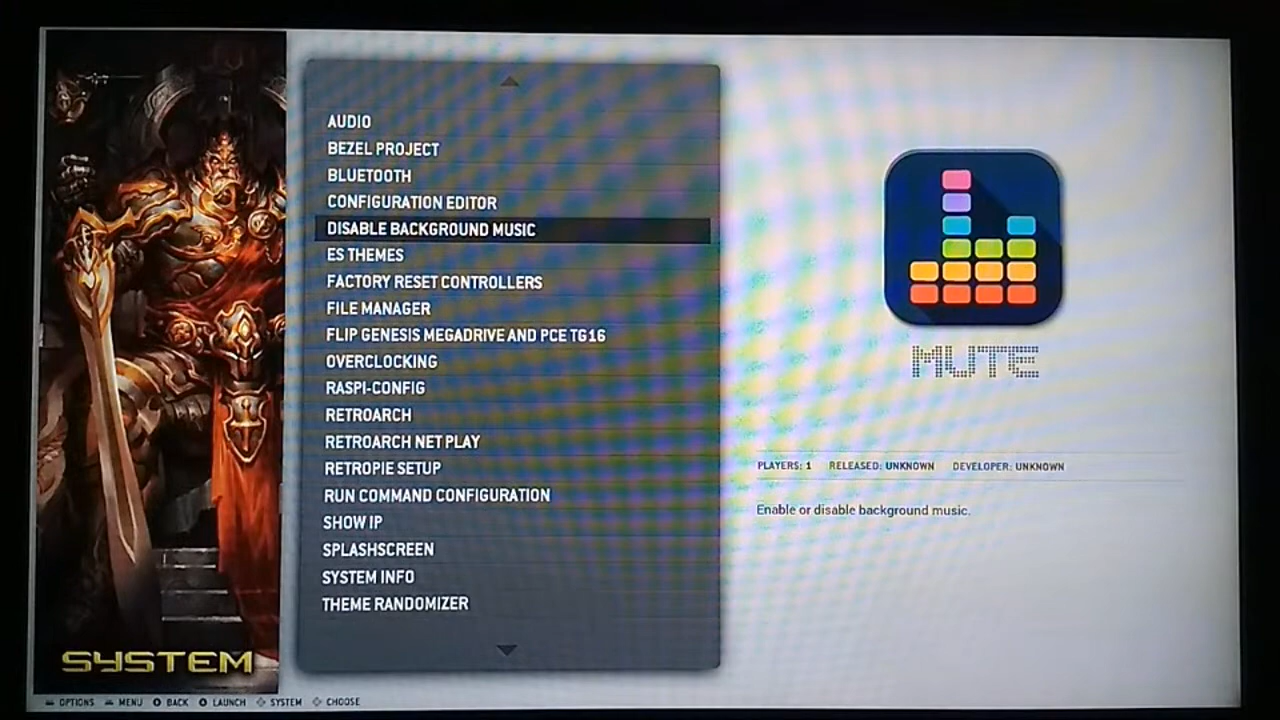 AUDIO
BEZEL PROJECT
BLUETOOTH
CONFIGURATION EDITOR
DISABLE BACKGROUND MUSIC
ES THEMES
FACTORY RESET CONTROLLERS
FILE MANAGER
FLIP GENESIS MEGADRIVE AND PCE TG16
OVERCLOCKING
RASPI-CONFIG
RETROARCH
RETROARCH NET PLAY
RETROPIE SETUP
RUN COMMAND CONFIGURATION
SHOW IP
SPLASHSCREEN
SYSTEM INFO
THEME RANDOMIZER
MUTE
PLAYERS: 1 RELEASED: UNKNOWN DEVELOPER: UNKNOWN
Enable or disable background music.
SYSTEM
OPTIONS MENU BACK LAUNCH SYSTEM CHOOSE